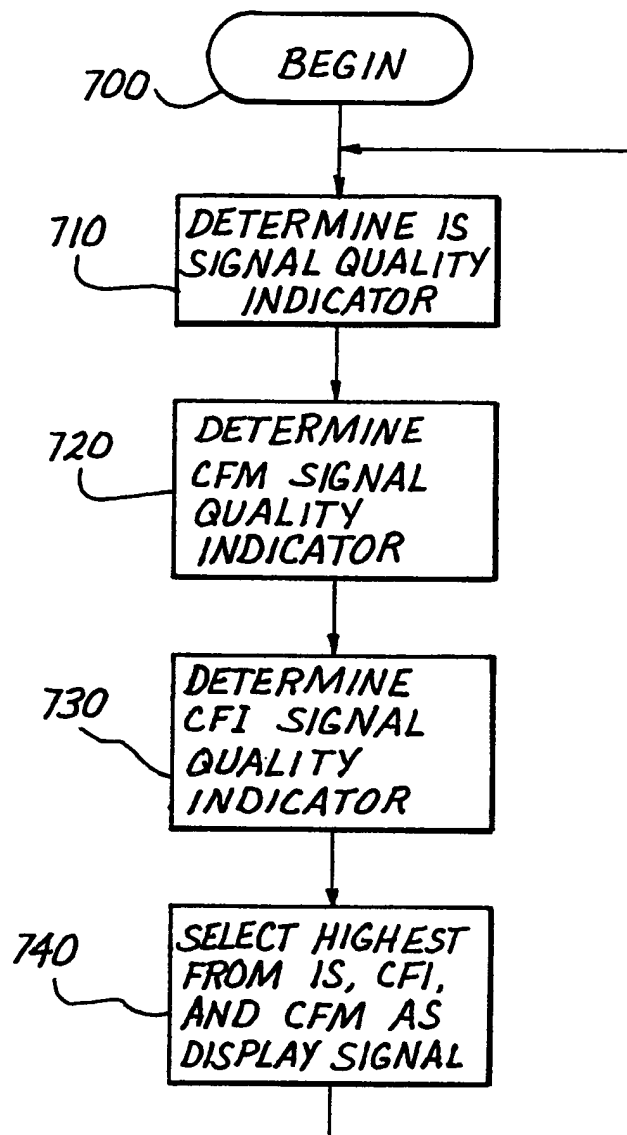 BEGIN
700
710
DETERMINE IS
SIGNAL QUALITY
INDICATOR
720
DETERMINE
CFM SIGNAL
QUALITY
INDICATOR
730
DETERMINE
CFI SIGNAL
QUALITY
INDICATOR
740
SELECT HIGHEST
FROM IS, CFI,
AND CFM AS
DISPLAY SIGNAL